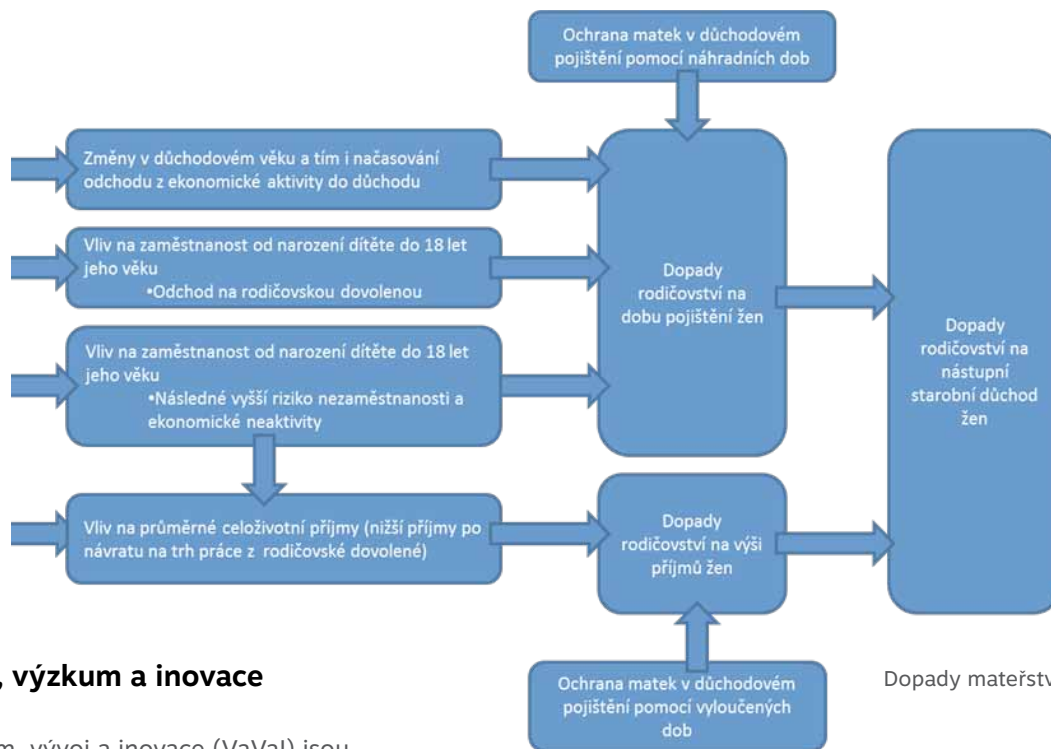 Ochrana matek v důchodovém
pojištění pomocí náhradních dob
Změny v důchodovém věku a tím i načasování
odchodu z ekonomické aktivity do důchodu
Vliv na zaměstnanost od narození dítěte do 18 let
jeho věku
•Odchod na rodičovskou dovolenou
Vliv na zaměstnanost od narození dítěte do 18 let
jeho věku
•Následné vyšší riziko nezaměstnanosti a
ekonomické neaktivity
Vliv na průměrné celoživotní příjmy (nižší příjmy po
návratu na trh práce z rodičovské dovolené)
Dopady
rodičovství na
dobu pojištění žen
Dopady
rodičovství na výši
příjmů žen
Dopady
rodičovství na
nástupní
starobní důchod
žen
Ochrana matek v důchodovém
pojištění pomocí vyloučených
dob
, výzkum a inovace
Dopady mateřstv
m, vývoj a inovace (VaVaI) jsou